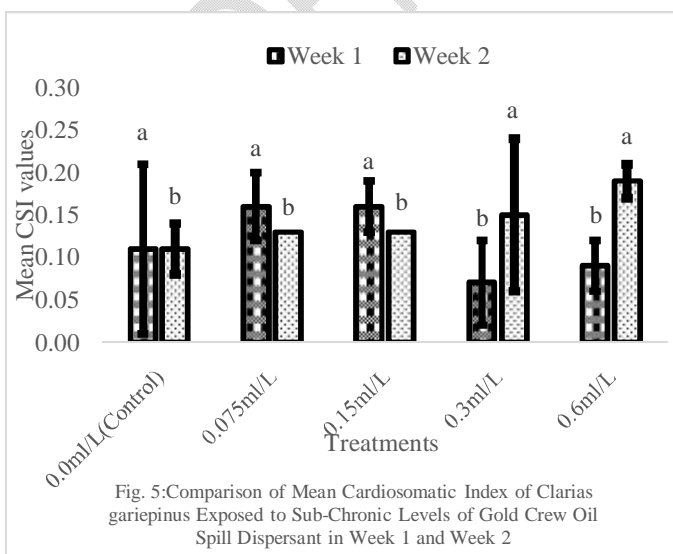 Week 1 Week 2
0.30
0.25
0.20
0.15
0.10
0.05
0.00
Mean CSI values
a b a b a b b a b a
0.0ml/L(Control) 0.075ml/L 0.15ml/L 0.3ml/L 0.6ml/L
Treatments
Fig. 5:Comparison of Mean Cardiosomatic Index of Clarias
gariepinus Exposed to Sub-Chronic Levels of Gold Crew Oil
Spill Dispersant in Week 1 and Week 2